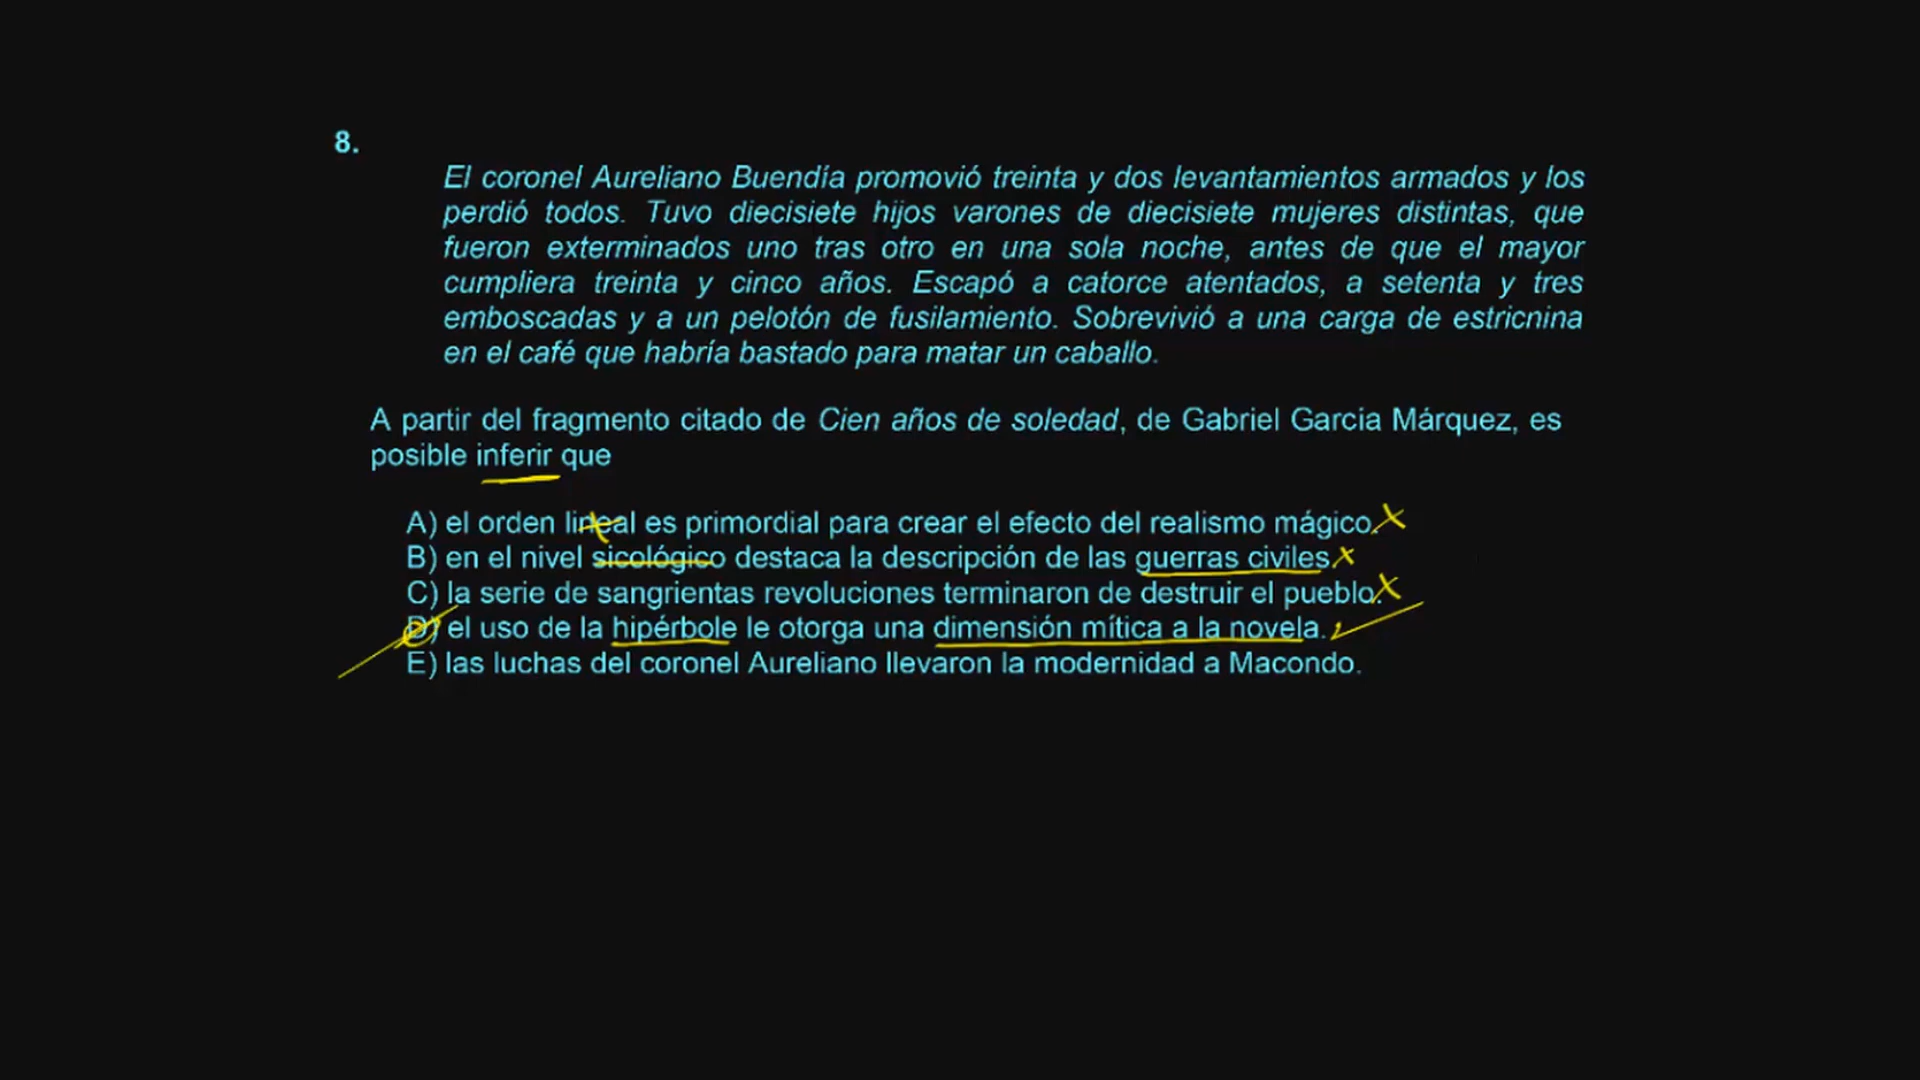 8.
El coronel Aureliano Buendía promovió treinta y dos levantamientos armados y los
perdió todos. Tuvo diecisiete hijos varones de diecisiete mujeres distintas, que
fueron exterminados uno tras otro en una sola noche, antes de que el mayor
cumpliera treinta y cinco años. Escapó a catorce atentados, a setenta y tres
emboscadas y a un pelotón de fusilamiento. Sobrevivió a una carga de estricnina
en el café que habría bastado para matar un caballo.
A partir del fragmento citado de Cien años de soledad, de Gabriel García Márquez, es
posible inferir que
A) el orden lineal es primordial para crear el efecto del realismo mágico.
B) en el nivel sicológico destaca la descripción de las guerras civiles.
C) la serie de sangrientas revoluciones terminaron de destruir el pueblo.
D) el uso de la hipérbole le otorga una dimensión mítica a la novela.
E) las luchas del coronel Aureliano llevaron la modernidad a Macondo.